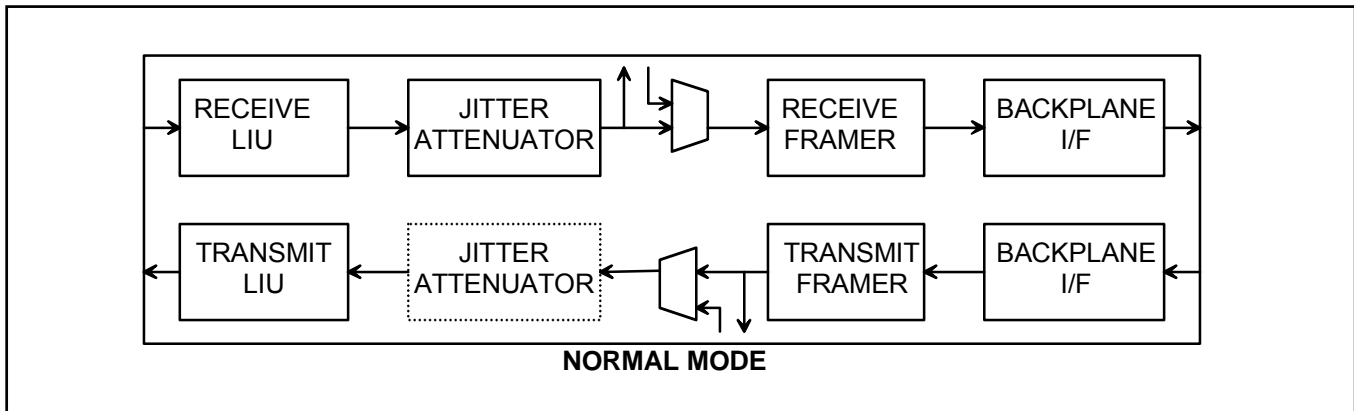 RECEIVE
LIU
JITTER
ATTENUATOR
RECEIVE
FRAMER
BACKPLANE
I/F
TRANSMIT
LIU
JITTER
ATTENUATOR
TRANSMIT
FRAMER
BACKPLANE
I/F
NORMAL MODE